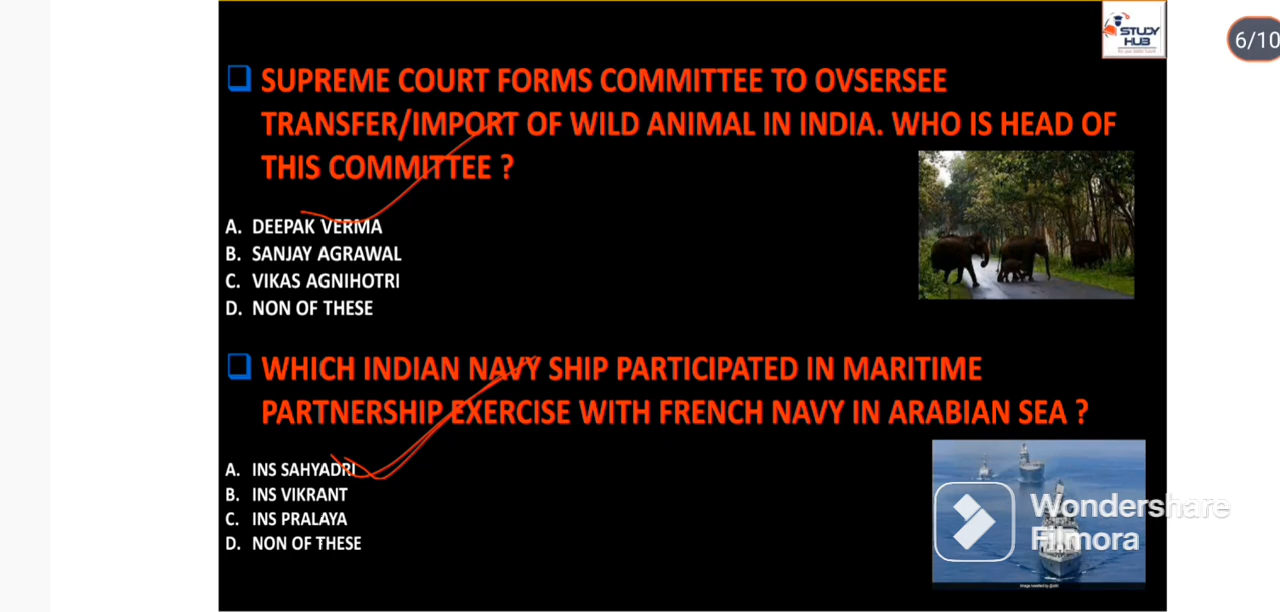 STUDY
HUB
6/10
SUPREME COURT FORMS COMMITTEE TO OVSERSEE
TRANSFER/IMPORT OF WILD ANIMAL IN INDIA. WHO IS HEAD OF
THIS COMMITTEE ?
A. DEEPAK VERMA
B. SANJAY AGRAWAL
C. VIKAS AGNIHOTRI
D. NON OF THESE
WHICH INDIAN NAVY SHIP PARTICIPATED IN MARITIME
PARTNERSHIP EXERCISE WITH FRENCH NAVY IN ARABIAN SEA ?
A. INS SAHYADRI
B. INS VIKRANT
C. INS PRALAYA
D. NON OF THESE
Wondershare
Filmora